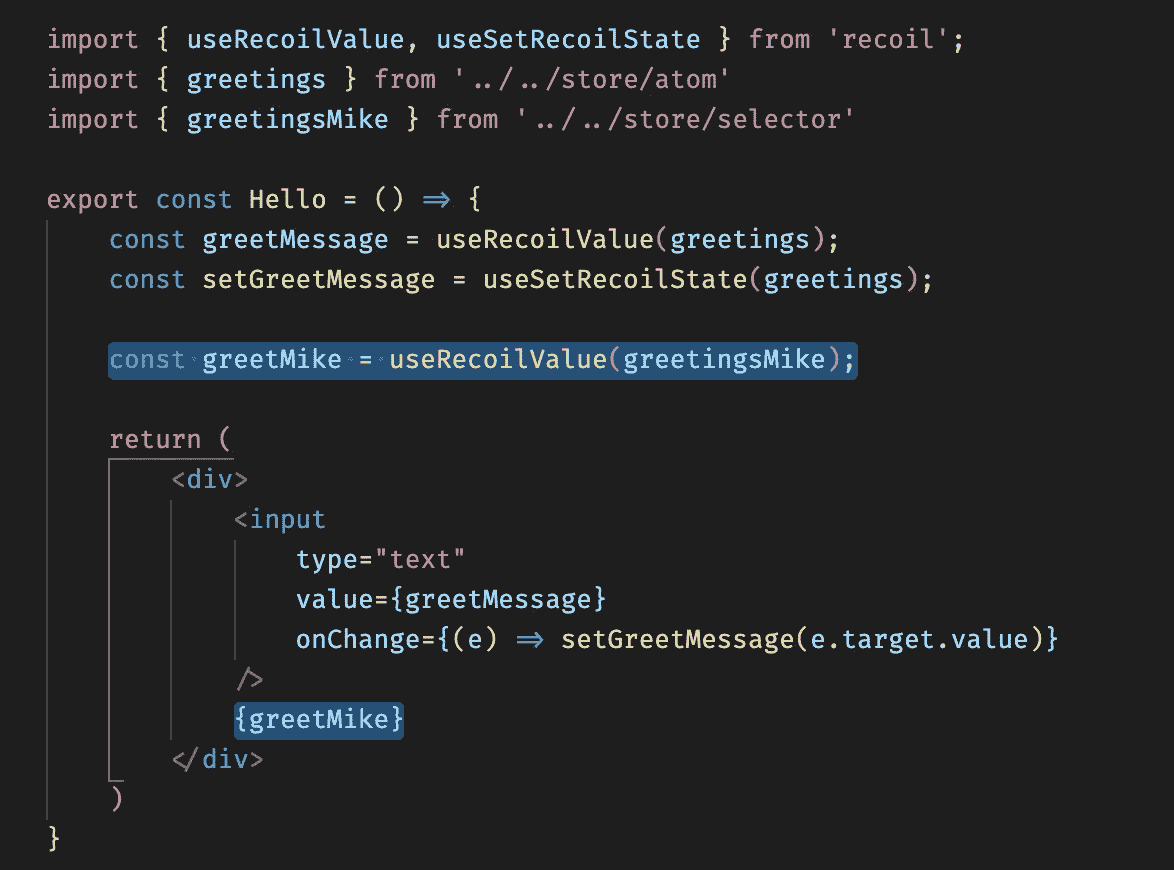 import { useRecoilValue, useSetRecoilState } from 'recoil';
import { greetings } from '../../store/atom'
import { greetingsMike } from '../../store/selector'
export const Hello = () => {
const greetMessage = useRecoilValue(greetings);
const setGreetMessage = useSetRecoilState(greetings);
const greetMike = useRecoilValue(greetingsMike);
return (
<div>
<input
type="text"
value={greetMessage}
onChange={(e) => setGreetMessage(e.target.value)}
/>
{greetMike}
</div>
)
}